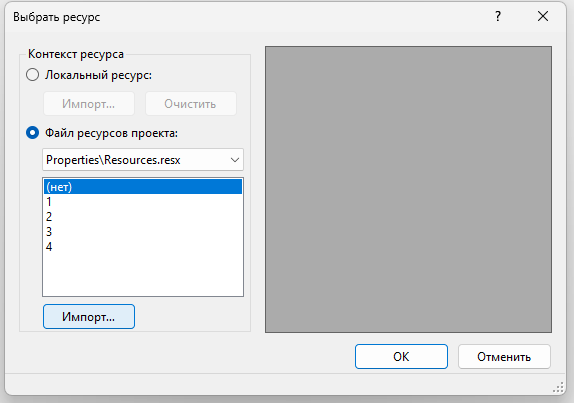 Выбрать ресурс
?
Контекст ресурса
Локальный ресурс:
Импорт... Очистить
Файл ресурсов проекта:
Properties\Resources.resx
(нет)
1
2
3
4
Импорт...
ОК Отменить